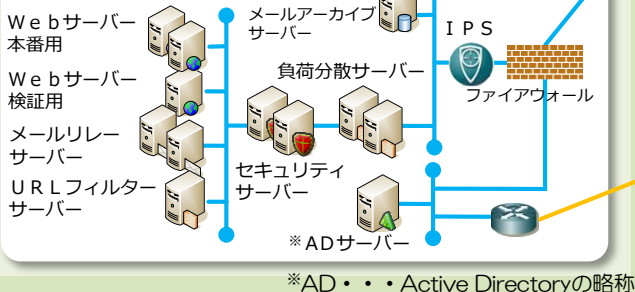 Ｗｅｂサーバー
本番用
Ｗｅｂサーバー
検証用
メールリレー
サーバー
ＵＲＬフィルター
サーバー
メールアーカイブ
サーバー
負荷分散サーバー
セキュリティ
サーバー
※ADサーバー
ＩＰＳ
ファイアウォール
※AD・・・Active Directoryの略称